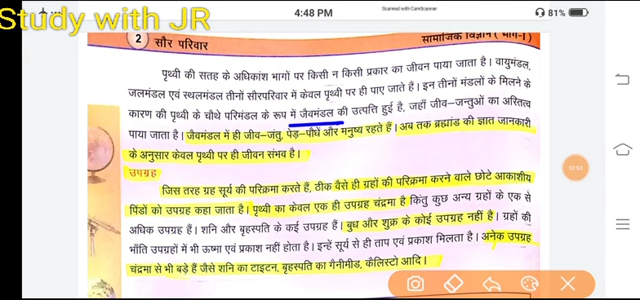 Study with JR
4:48 PM
Scanned with CamScanner
81%
2 सौर परिवार
सामाजिक विज्ञान ( भाग-I )
पृथ्वी की सतह के अधिकांश भागों पर किसी न किसी प्रकार का जीवन पाया जाता है। वायुमंडल,
जलमंडल एवं स्थलमंडल तीनों सौरपरिवार में केवल पृथ्वी पर ही पाए जाते हैं। इन तीनों मंडलों के मिलने के
कारण की पृथ्वी के चौथे परिमंडल के रूप में जैवमंडल की उत्पत्ति हुई है, जहाँ जीव–जन्तुओं का अस्तित्व
पाया जाता है। जैवमंडल में ही जीव–जंतु, पेड़–पौधें और मनुष्य रहते हैं। अब तक ब्रह्मांड की ज्ञात जानकारी
के अनुसार केवल पृथ्वी पर ही जीवन संभव है।
उपग्रह
जिस तरह ग्रह सूर्य की परिक्रमा करते हैं, ठीक वैसे ही ग्रहों की परिक्रमा करने वाले छोटे आकाशीय
पिंडों को उपग्रह कहा जाता है। पृथ्वी का केवल एक ही उपग्रह चंद्रमा है किंतु कुछ अन्य ग्रहों के एक से
अधिक उपग्रह हैं। शनि और बृहस्पति के कई उपग्रह हैं। बुध और शुक्र के कोई उपग्रह नहीं है। ग्रहों की
भाँति उपग्रहों में भी ऊष्मा एवं प्रकाश नहीं होता है। इन्हें सूर्य से ही ताप एवं प्रकाश मिलता है। अनेक उपग्रह
चंद्रमा से भी बड़े हैं जैसे शनि का टाइटन, बृहस्पति का गैनीमीड, कैलिस्टो आदि।